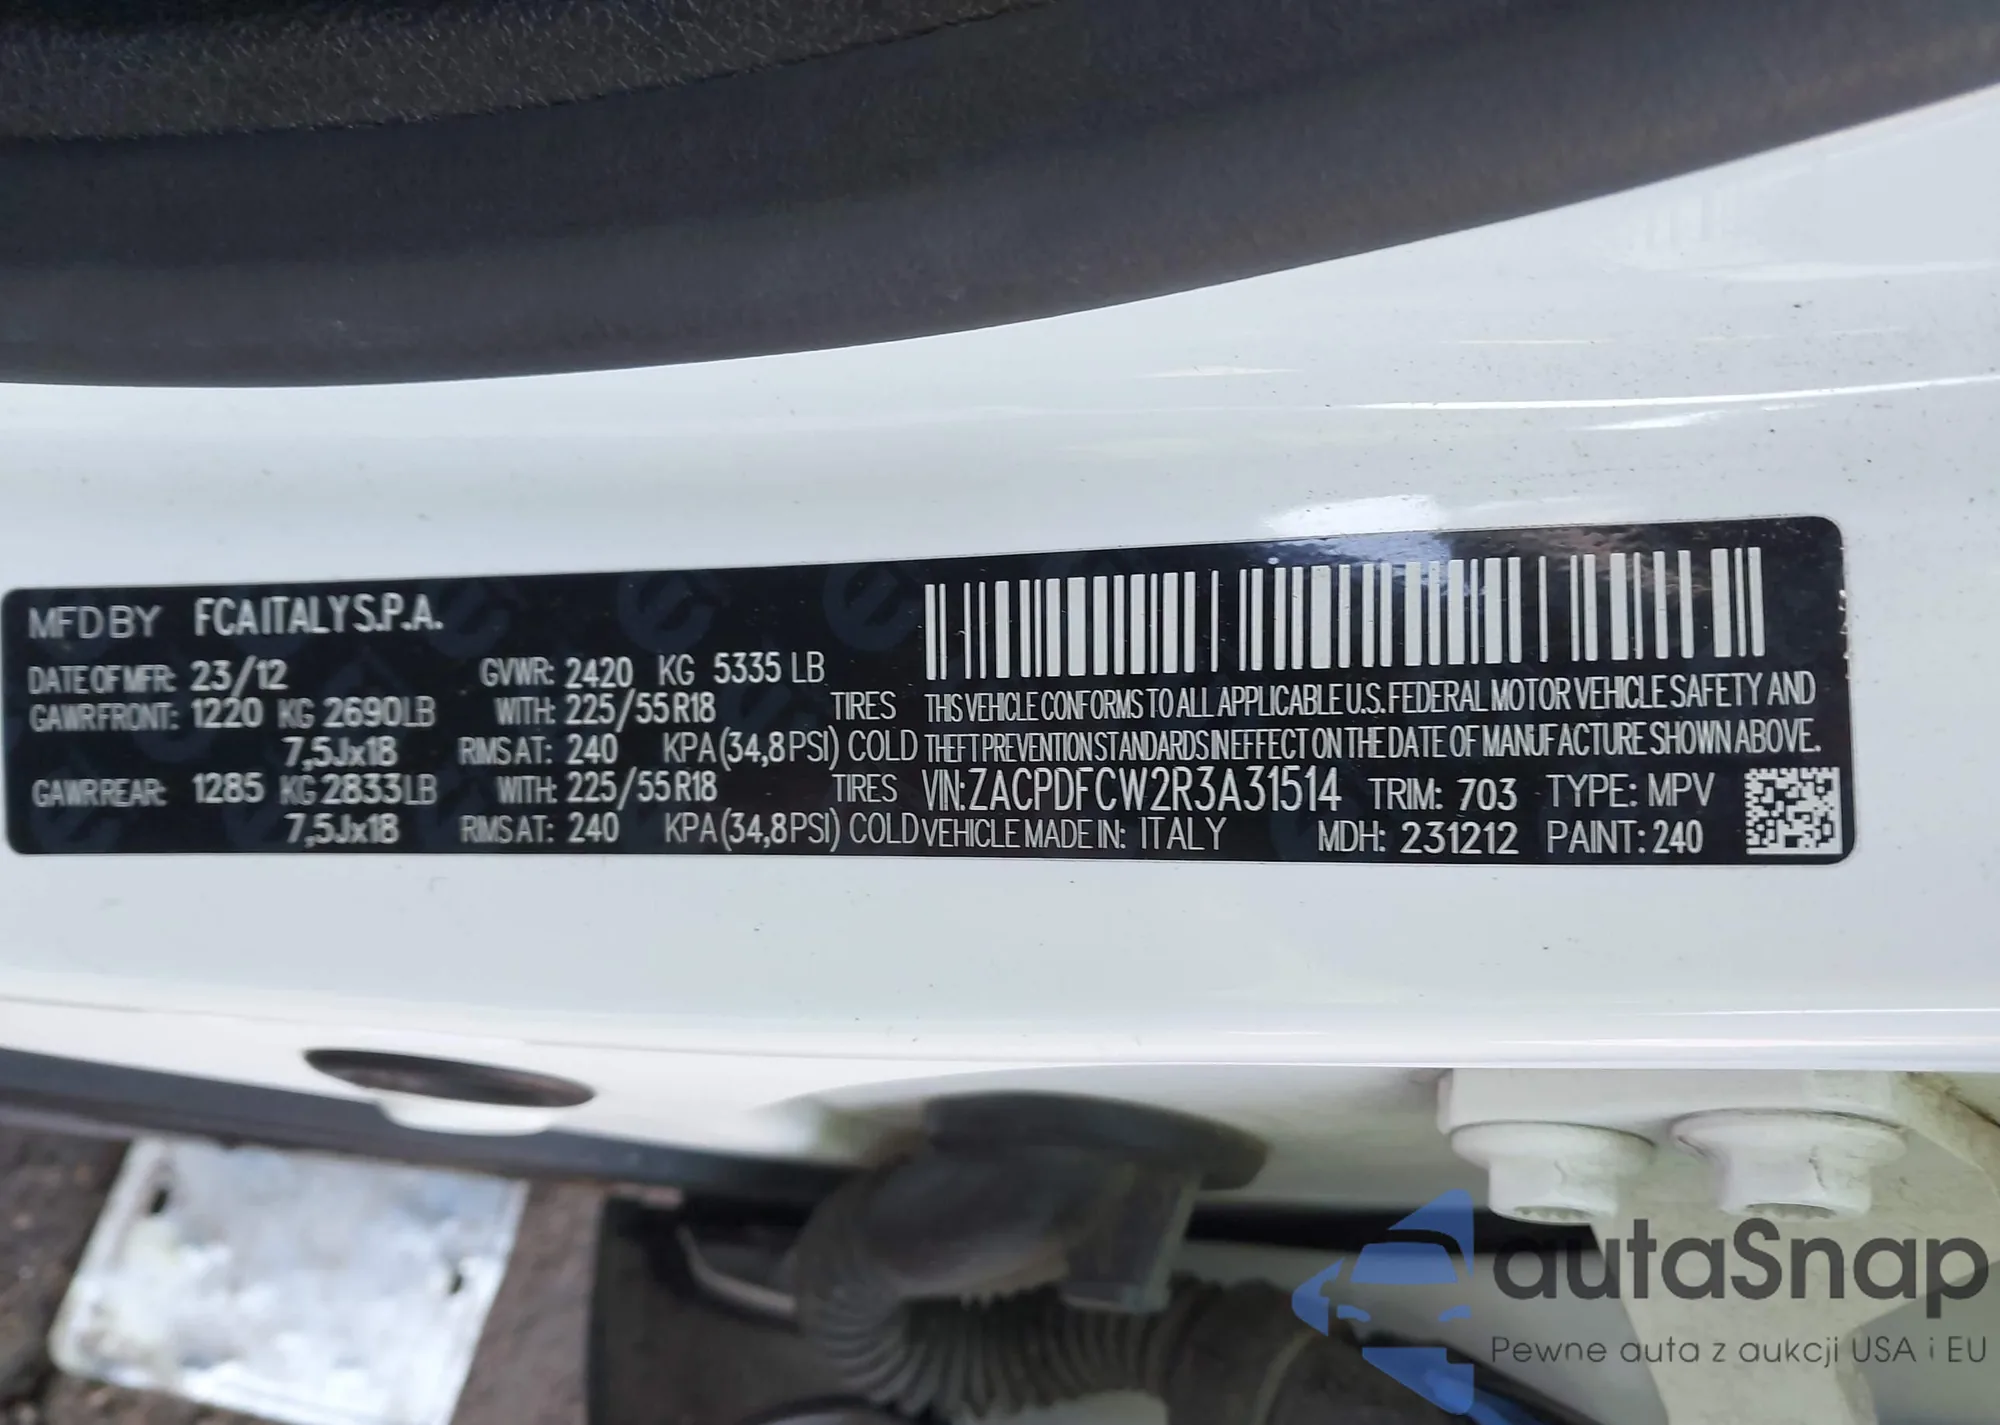 MFD BY FCA ITALY S.P.A.
DATE OF MFR: 23/12 GVWR: 2420 KG 5335 LB
GAWR FRONT: 1220 KG 2690 LB WITH: 225/55 R18 TIRES
7,5Jx18 RIMS AT: 240 KPA (34,8 PSI) COLD
GAWR REAR: 1285 KG 2833 LB WITH: 225/55 R18 TIRES
7,5Jx18 RIMS AT: 240 KPA (34,8 PSI) COLD
THIS VEHICLE CONFORMS TO ALL APPLICABLE U.S. FEDERAL MOTOR VEHICLE SAFETY AND
THEFT PREVENTION STANDARDS IN EFFECT ON THE DATE OF MANUFACTURE SHOWN ABOVE.
VIN: ZACPDFCW2R3A31514 TRIM: 703 TYPE: MPV
VEHICLE MADE IN: ITALY MDH: 231212 PAINT: 240
autaSnap
Pewne auta z aukcji USA i EU